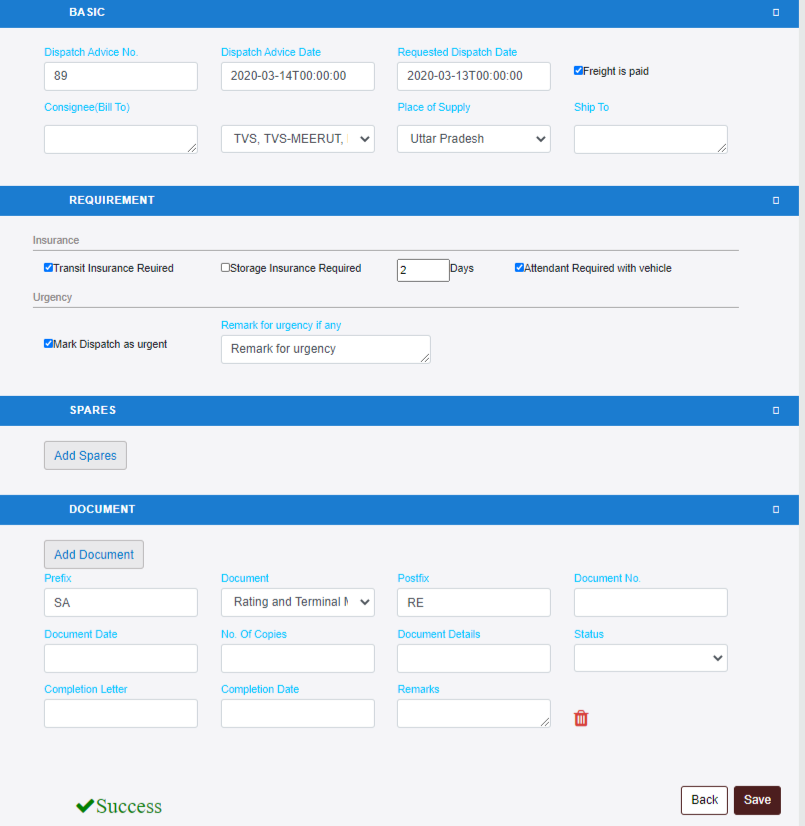 BASIC
Dispatch Advice No. Dispatch Advice Date Requested Dispatch Date
89 2020-03-14T00:00:00 2020-03-13T00:00:00 Freight is paid
Consignee(Bill To) Place of Supply Ship To
TVS, TVS-MEERUT, Uttar Pradesh
REQUIREMENT
Insurance
Transit Insurance Reuired Storage Insurance Required 2 Days Attendant Required with vehicle
Urgency
Remark for urgency if any
Mark Dispatch as urgent Remark for urgency
SPARES
Add Spares
DOCUMENT
Add Document
Prefix Document Postfix Document No.
SA Rating and Terminal RE
Document Date No. Of Copies Document Details Status
Completion Letter Completion Date Remarks
Success Back Save